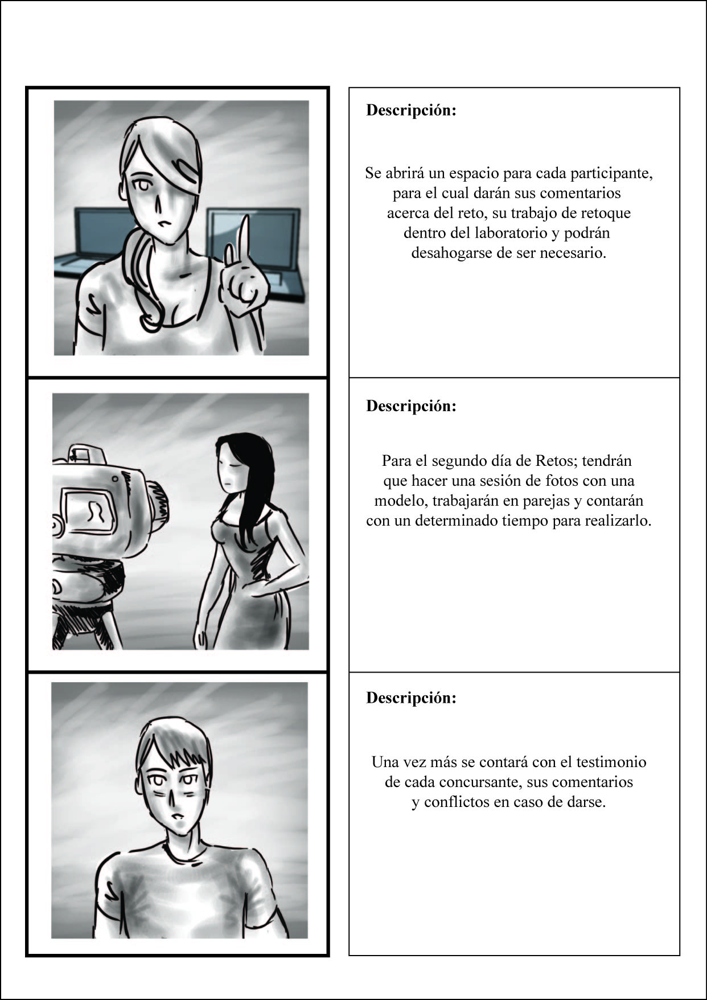 Descripción:
Se abrirá un espacio para cada participante,
para el cual darán sus comentarios
acerca del reto, su trabajo de retoque
dentro del laboratorio y podrán
desahogarse de ser necesario.
Descripción:
Para el segundo día de Retos; tendrán
que hacer una sesión de fotos con una
modelo, trabajarán en parejas y contarán
con un determinado tiempo para realizarlo.
Descripción:
Una vez más se contará con el testimonio
de cada concursante, sus comentarios
y conflictos en caso de darse.